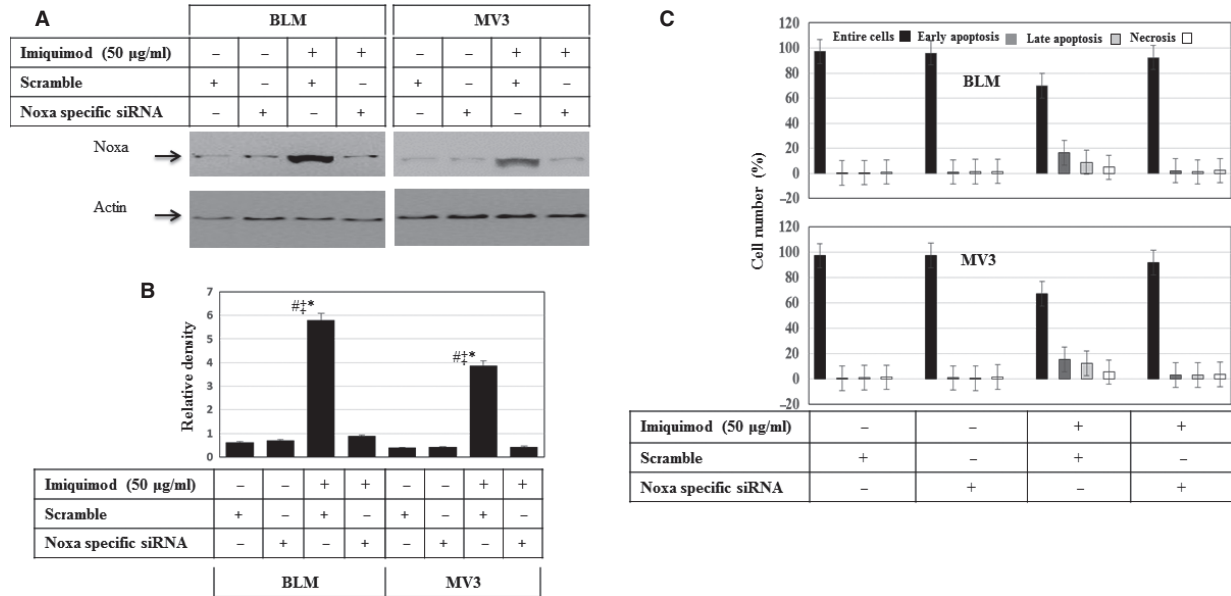 A
BLM MV3
Imiquimod (50 µg/ml) – – + + – – + +
Scramble + – + – + – + –
Noxa specific siRNA – + – + – + – +
Noxa
Actin
B
Relative density
7
6
5
4
3
2
1
0
#‡*
#‡*
Imiquimod (50 µg/ml) – – + + – – + +
Scramble + – + – + – + –
Noxa specific siRNA – + – + – + – +
BLM MV3
C
Cell number (%)
120
100
80
60
40
20
0
–20
Entire cells Early apoptosis Late apoptosis Necrosis
BLM
120
100
80
60
40
20
0
–20
MV3
Imiquimod (50 µg/ml) – – + +
Scramble + – + –
Noxa specific siRNA – + – +